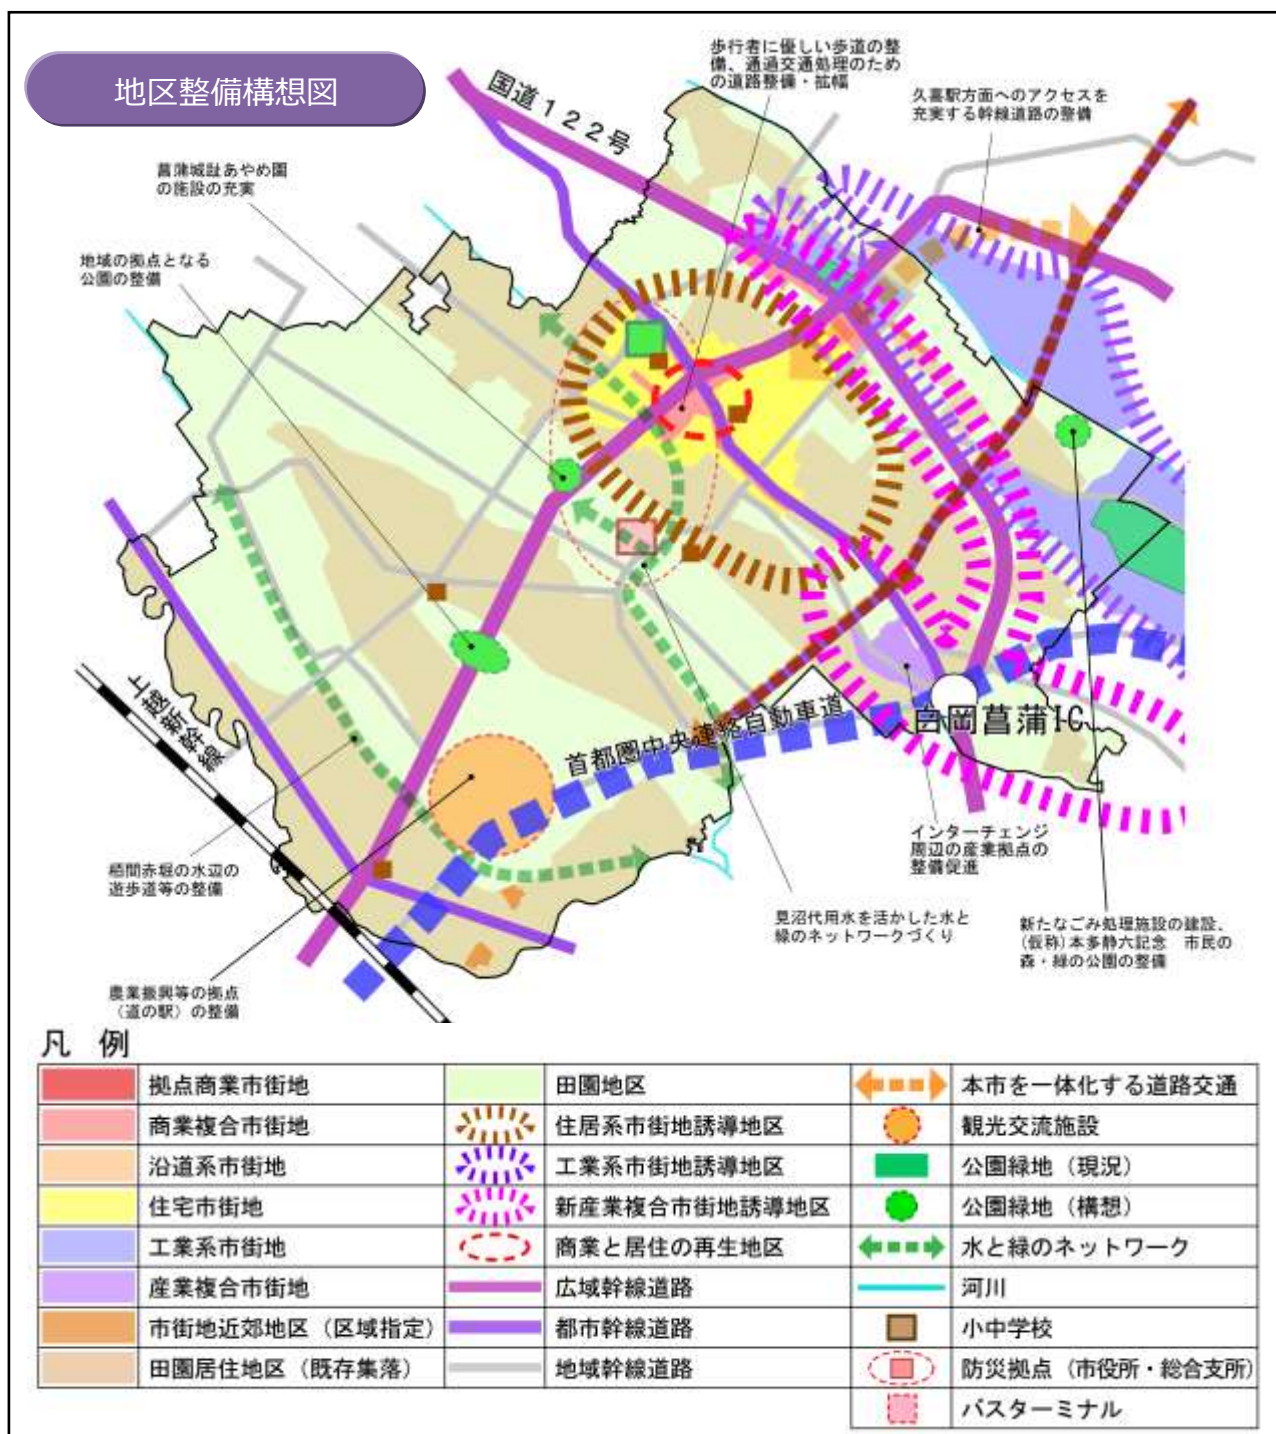 地区整備構想図
歩行者に優しい歩道の整
備、通過交通処理のため
の道路整備・拡幅
国道122号
久喜駅方面へのアクセスを
充実する幹線道路の整備
菖蒲城趾あやめ園
の施設の充実
地域の拠点となる
公園の整備
上越新幹線
首都圏中央連絡自動車道
白岡菖蒲IC
インターチェンジ
周辺の産業拠点の
整備促進
栢間赤堀の水辺の
遊歩道等の整備
見沼代用水を活かした水と
緑のネットワークづくり
新たなごみ処理施設の建設、
(仮称)本多静六記念 市民の
森・緑の公園の整備
農業振興等の拠点
(道の駅)の整備
凡 例
拠点商業市街地
田園地区
本市を一体化する道路交通
商業複合市街地
住居系市街地誘導地区
観光交流施設
沿道系市街地
工業系市街地誘導地区
公園緑地(現況)
住宅市街地
新産業複合市街地誘導地区
公園緑地(構想)
工業系市街地
商業と居住の再生地区
水と緑のネットワーク
産業複合市街地
広域幹線道路
河川
市街地近郊地区(区域指定)
都市幹線道路
小中学校
田園居住地区(既存集落)
地域幹線道路
防災拠点(市役所・総合支所)
バスターミナル